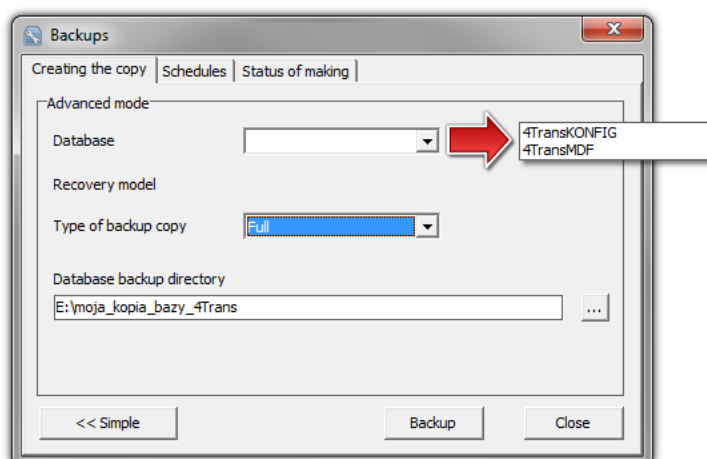 Backups
Creating the copy Schedules Status of making
Advanced mode
Database
4TransKONFIG
4TransMDF
Recovery model
Type of backup copy Full
Database backup directory
E:\moja_kopia_bazy_4Trans ...
<< Simple Backup Close